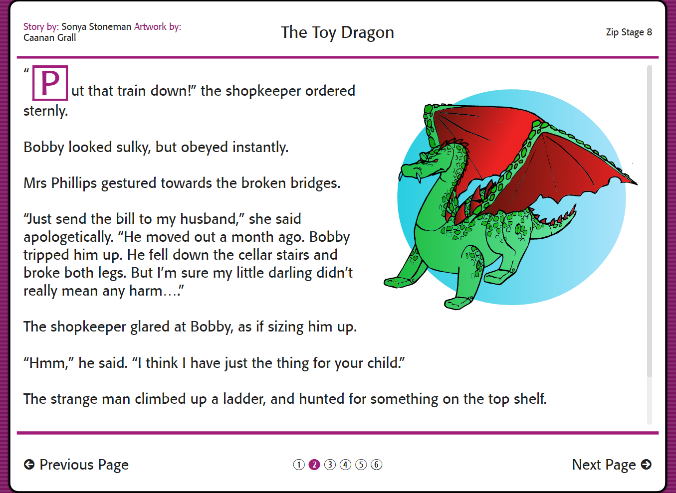 Story by: Sonya Stoneman Artwork by:
Caanan Grall
The Toy Dragon
Zip Stage 8
“Put that train down!” the shopkeeper ordered
sternly.
Bobby looked sulky, but obeyed instantly.
Mrs Phillips gestured towards the broken bridges.
“Just send the bill to my husband,” she said
apologetically. “He moved out a month ago. Bobby
tripped him up. He fell down the cellar stairs and
broke both legs. But I’m sure my little darling didn’t
really mean any harm….”
The shopkeeper glared at Bobby, as if sizing him up.
“Hmm,” he said. “I think I have just the thing for your child.”
The strange man climbed up a ladder, and hunted for something on the top shelf.
Previous Page
1 2 3 4 5 6
Next Page